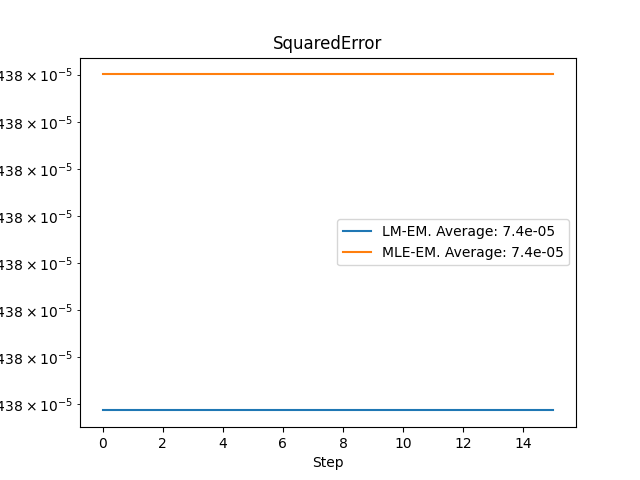 SquaredError
438 × 10⁻⁵
438 × 10⁻⁵
438 × 10⁻⁵
438 × 10⁻⁵
438 × 10⁻⁵
438 × 10⁻⁵
438 × 10⁻⁵
438 × 10⁻⁵
LM-EM. Average: 7.4e-05
MLE-EM. Average: 7.4e-05
0 2 4 6 8 10 12 14
Step